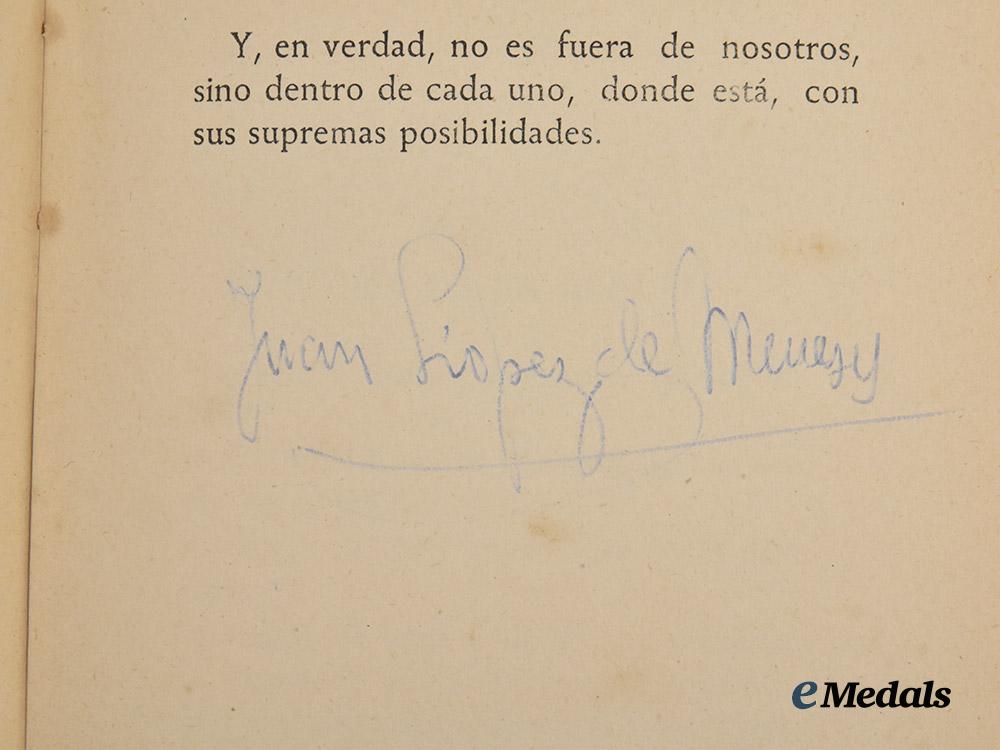 Y, en verdad, no es fuera de nosotros,
sino dentro de cada uno, donde está, con
sus supremas posibilidades.
Juan de
eMedals